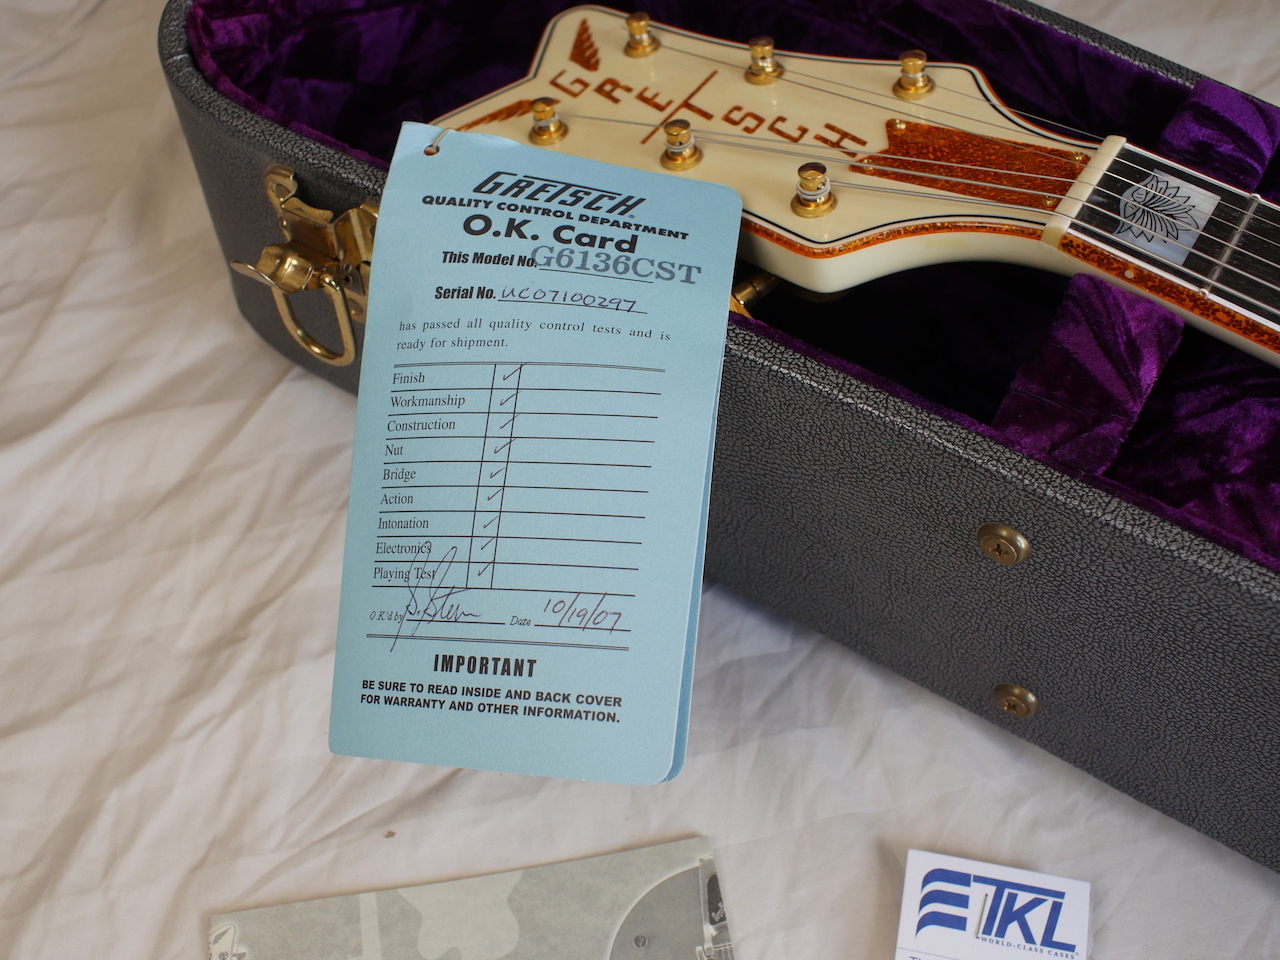 GRETSCH
GRETSCH
QUALITY CONTROL DEPARTMENT
O.K. Card
This Model No. G6136CST
Serial No. UC07100297
has passed all quality control tests and is
ready for shipment.
Finish ✓
Workmanship ✓
Construction ✓
Nut ✓
Bridge ✓
Action ✓
Intonation ✓
Electronics ✓
Playing Test ✓
O.K'd by S. Stern Date 10/19/07
IMPORTANT
BE SURE TO READ INSIDE AND BACK COVER
FOR WARRANTY AND OTHER INFORMATION.
TKL
WORLD-CLASS CASES